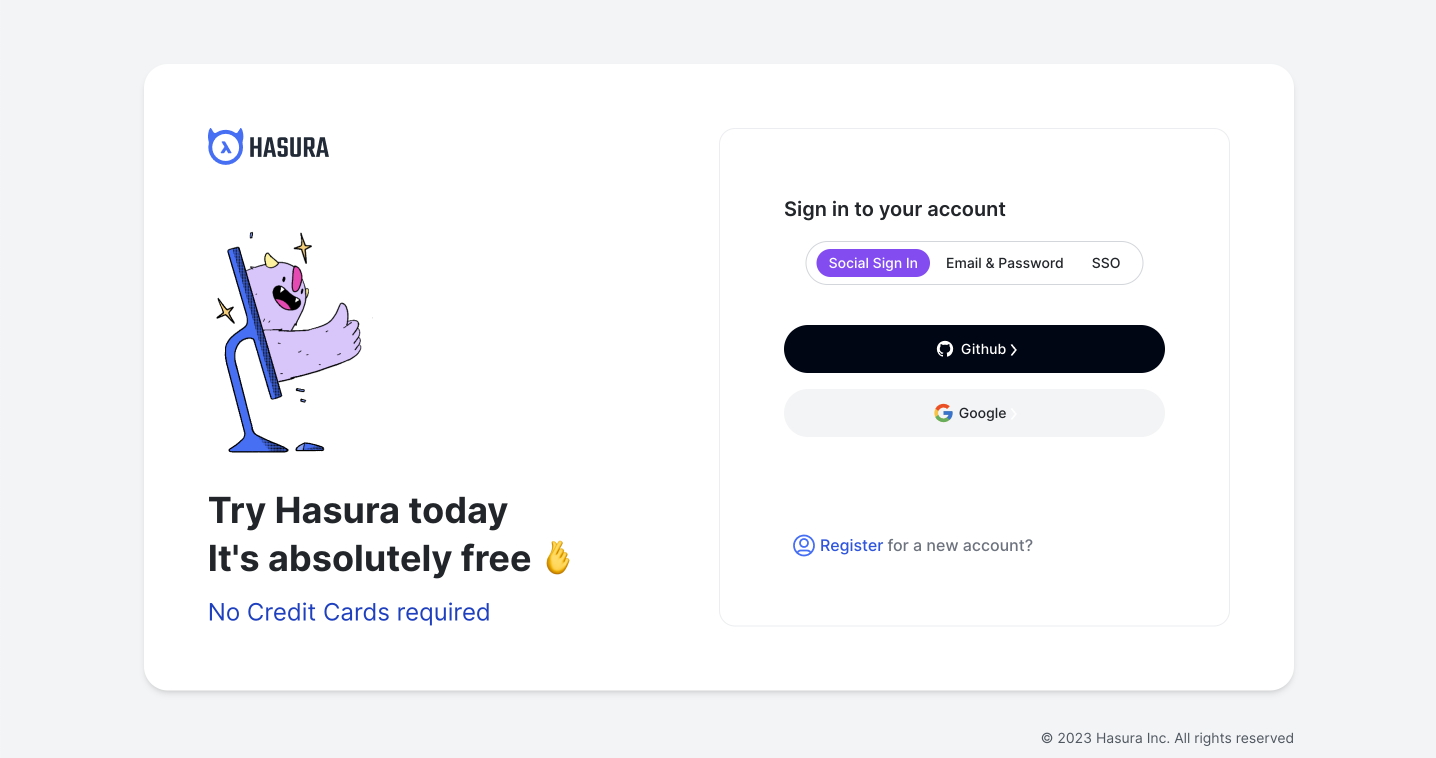 HASURA
Try Hasura today
It's absolutely free 🫰
No Credit Cards required
Sign in to your account
Social Sign In Email & Password SSO
Github
Google
Register for a new account?
© 2023 Hasura Inc. All rights reserved